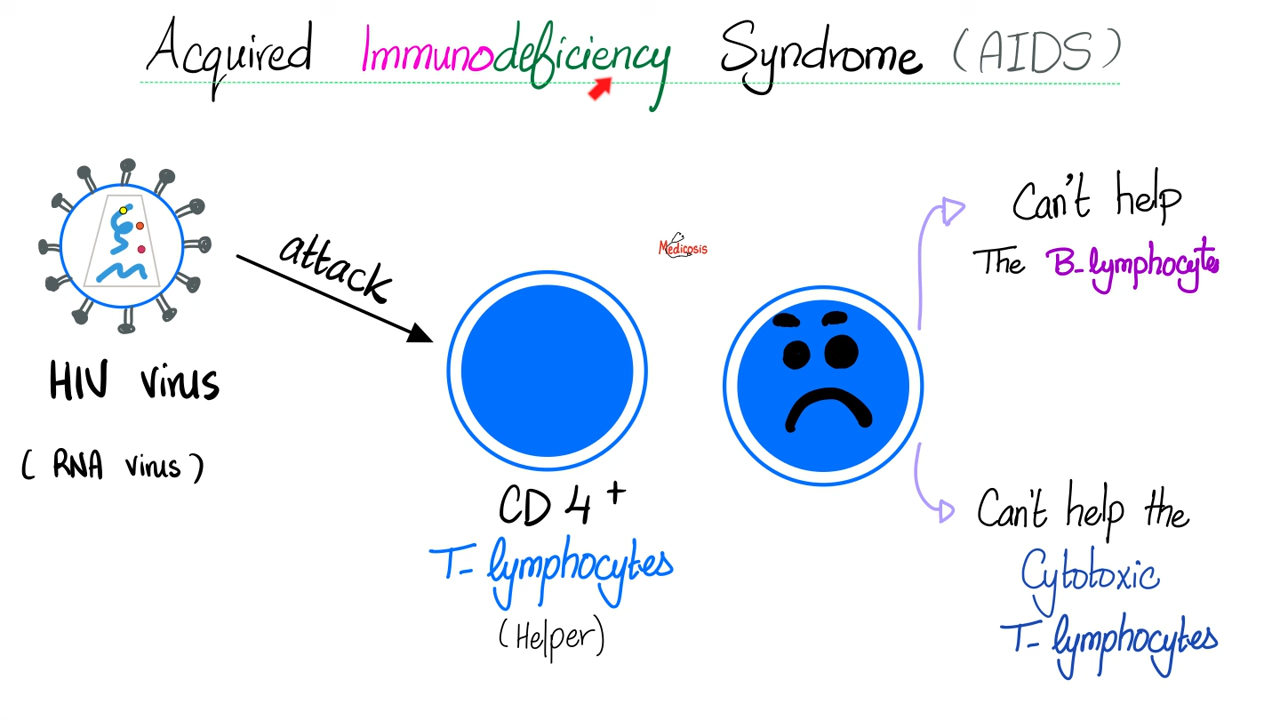 Acquired Immunodeficiency Syndrome (AIDS)
attack
HIV virus
(RNA virus)
Medicosis
CD4+
T- lymphocytes
(Helper)
Can't help
The B-lymphocytes
Can't help the
Cytotoxic
T- lymphocytes